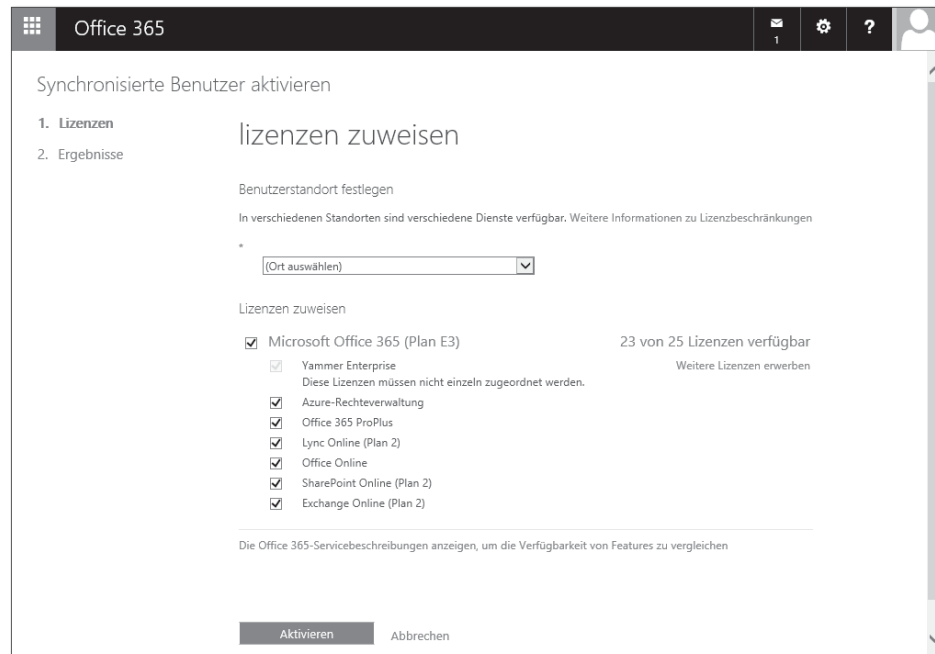 Office 365
1
?
Synchronisierte Benutzer aktivieren
1. Lizenzen
2. Ergebnisse
lizenzen zuweisen
Benutzerstandort festlegen
In verschiedenen Standorten sind verschiedene Dienste verfügbar. Weitere Informationen zu Lizenzbeschränkungen
*
(Ort auswählen)
Lizenzen zuweisen
Microsoft Office 365 (Plan E3) 23 von 25 Lizenzen verfügbar
Yammer Enterprise Weitere Lizenzen erwerben
Diese Lizenzen müssen nicht einzeln zugeordnet werden.
Azure-Rechteverwaltung
Office 365 ProPlus
Lync Online (Plan 2)
Office Online
SharePoint Online (Plan 2)
Exchange Online (Plan 2)
Die Office 365-Servicebeschreibungen anzeigen, um die Verfügbarkeit von Features zu vergleichen
Aktivieren Abbrechen